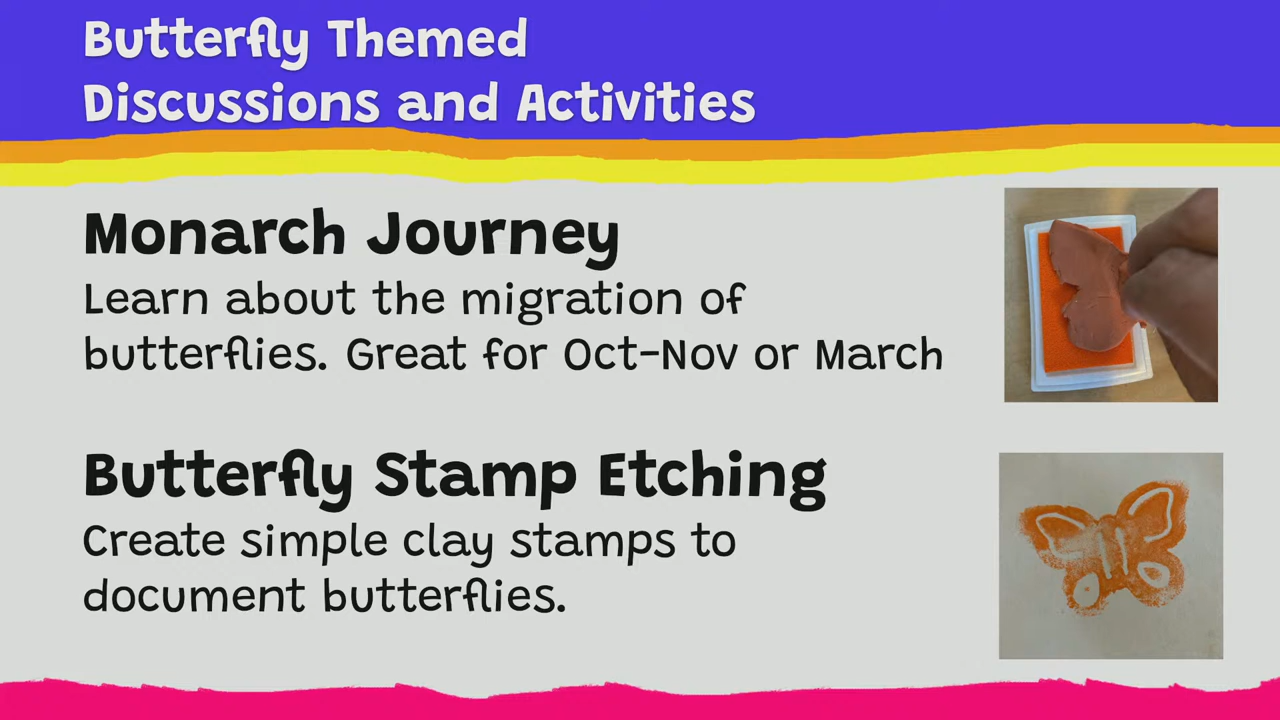 Butterfly Themed
Discussions and Activities
Monarch Journey
Learn about the migration of
butterflies. Great for Oct-Nov or March
Butterfly Stamp Etching
Create simple clay stamps to
document butterflies.